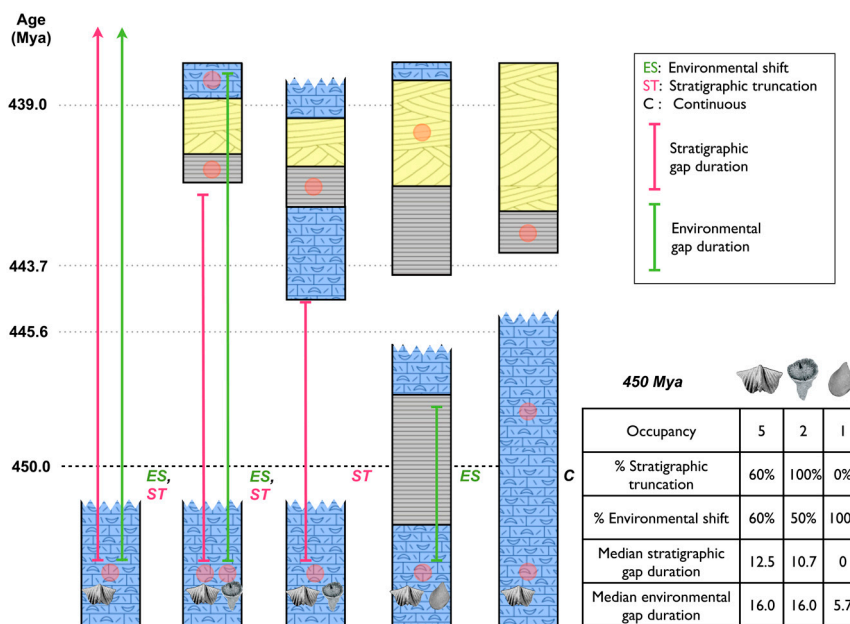 Age
(Mya)
439.0
443.7
445.6
450.0
ES,
ST
ES,
ST
ST
ES
C
ES: Environmental shift
ST: Stratigraphic truncation
C : Continuous
Stratigraphic
gap duration
Environmental
gap duration
450 Mya
Occupancy 5 2 1
% Stratigraphic
truncation 60% 100% 0%
% Environmental shift 60% 50% 100
Median stratigraphic
gap duration 12.5 10.7 0
Median environmental
gap duration 16.0 16.0 5.7